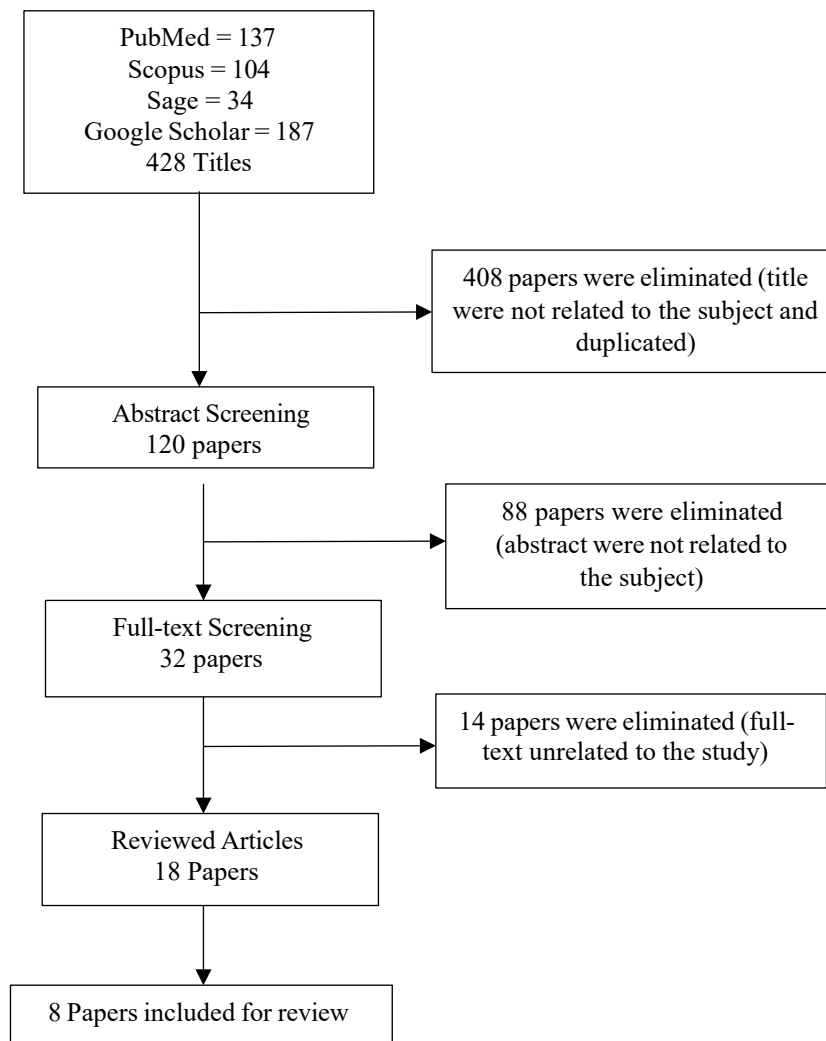 PubMed = 137
Scopus = 104
Sage = 34
Google Scholar = 187
428 Titles
408 papers were eliminated (title
were not related to the subject and
duplicated)
Abstract Screening
120 papers
88 papers were eliminated
(abstract were not related to
the subject)
Full-text Screening
32 papers
14 papers were eliminated (full-
text unrelated to the study)
Reviewed Articles
18 Papers
8 Papers included for review